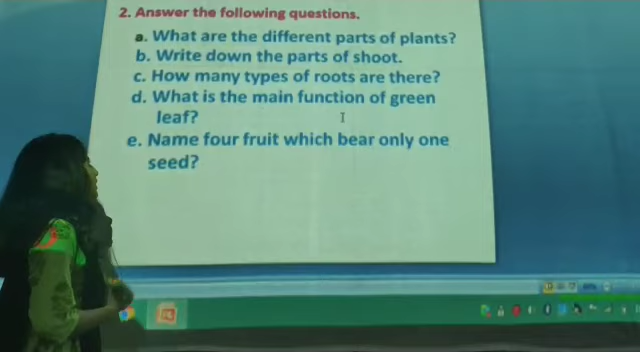 2. Answer the following questions.
a. What are the different parts of plants?
b. Write down the parts of shoot.
c. How many types of roots are there?
d. What is the main function of green
leaf?
e. Name four fruit which bear only one
seed?